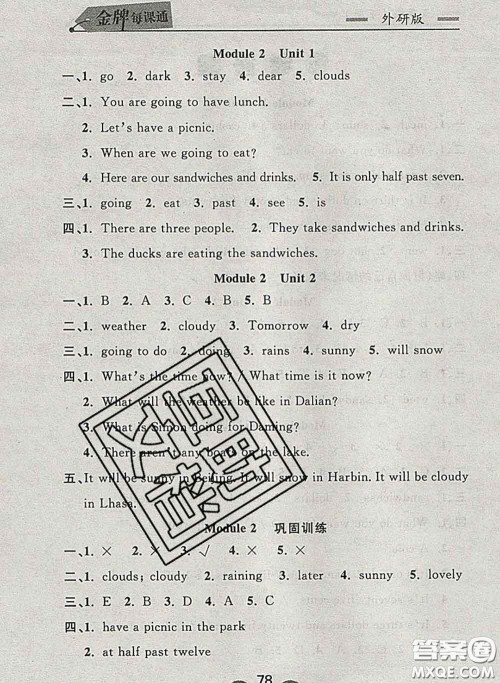 金牌每课通 外研版
Module 2 Unit 1
一、1. go 2. dark 3. stay 4. dear 5. clouds
二、1. You are going to have lunch.
2. Let's have a picnic.
3. When are we going to eat?
4. Here are our sandwiches and drinks. 5. It is only half past seven.
三、1. going 2. eat 3. past 4. see 5. is
四、1. There are three people. 2. They take sandwiches and drinks.
3. The ducks are eating the sandwiches.
Module 2 Unit 2
一、1. B 2. A 3. C 4. B 5. B
二、1. weather 2. cloudy 3. Tomorrow 4. dry
三、1. going to do 2. doing 3. rains 4. sunny 5. will snow
四、1. What's the time now? / What time is it now?
2. What will the weather be like in Dalian?
3. What is Simon doing for Daming?
4. There aren't any boats on the lake.
五、It will be sunny in Beijing. It will snow in Harbin. It will be cloudy
in Lhasa.
Module 2 巩固训练
一、1. × 2. × 3. √ 4. × 5. ×
二、1. clouds; cloudy 2. raining 3. later 4. sunny 5. lovely
三、1. E 2. D 3. B 4. A 5. C
四、1. have a picnic in the park
2. at half past twelve
78
答案圈
MXQE.COM